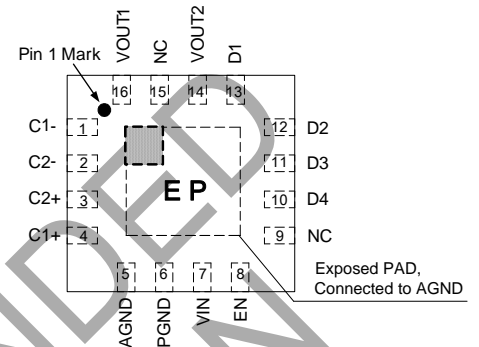 VOUT1
NC
VOUT2
D1
Pin 1 Mark
16
15
14
13
C1- 1
12 D2
C2- 2
11 D3
C2+ 3
10 D4
C1+ 4
9 NC
EP
5
6
7
8
AGND
PGND
VIN
EN
Exposed PAD,
Connected to AGND